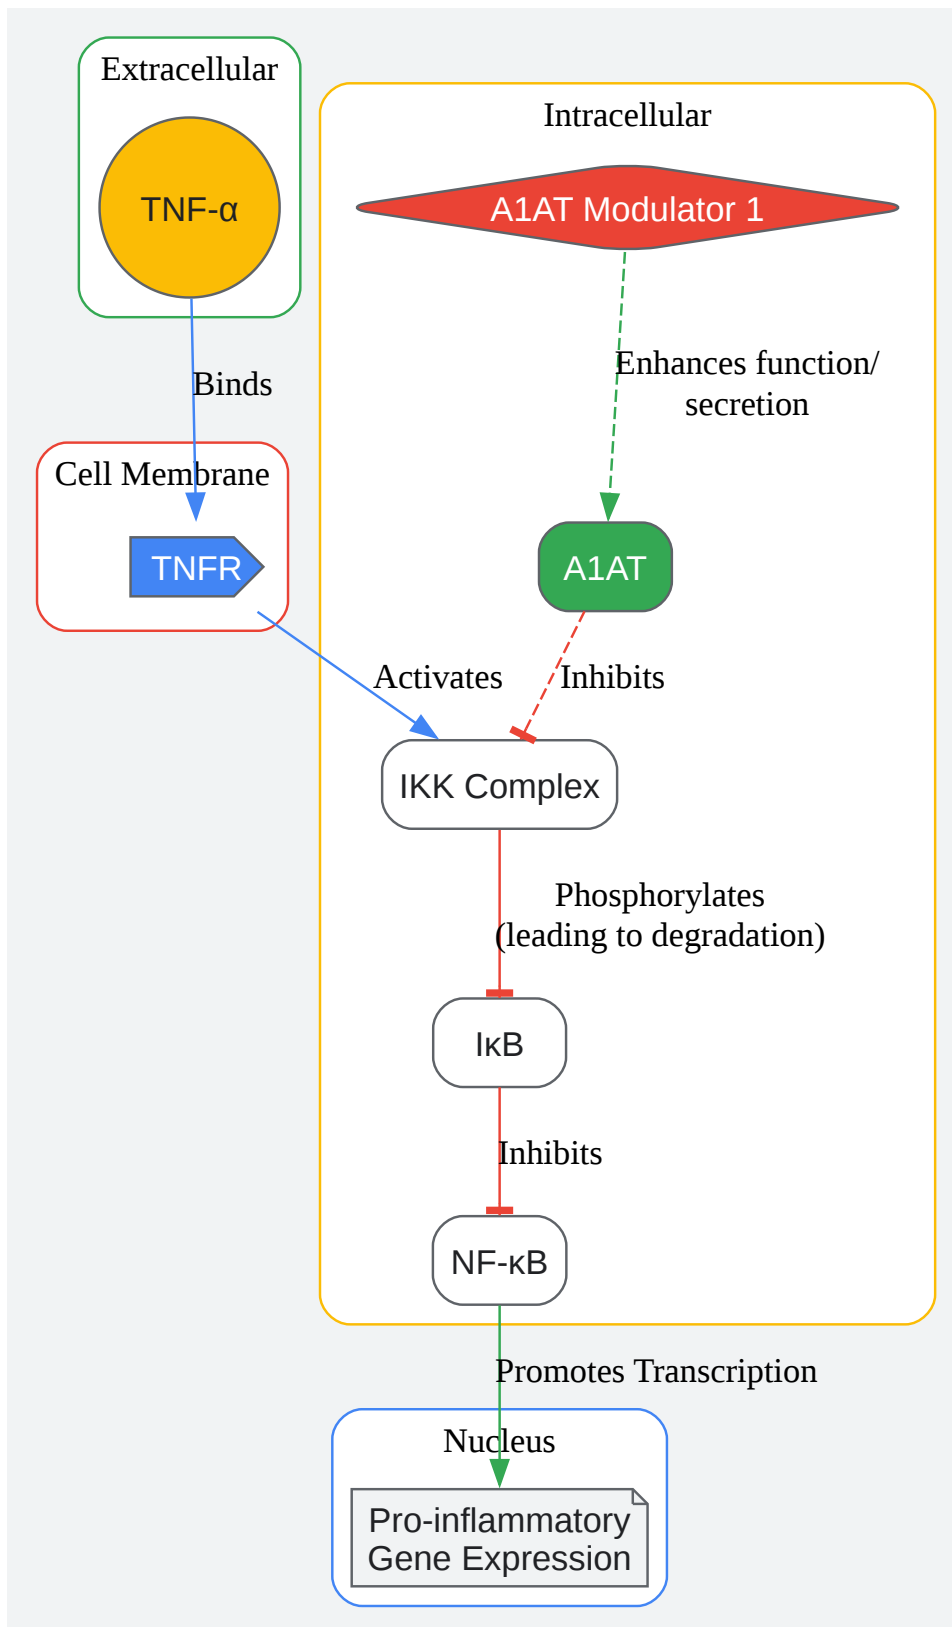 Extracellular
TNF-α
Intracellular
A1AT Modulator 1
Binds
Enhances function/
secretion
Cell Membrane
TNFR
A1AT
Activates
Inhibits
IKK Complex
Phosphorylates
(leading to degradation)
IκB
Inhibits
NF-κB
Promotes Transcription
Nucleus
Pro-inflammatory
Gene Expression